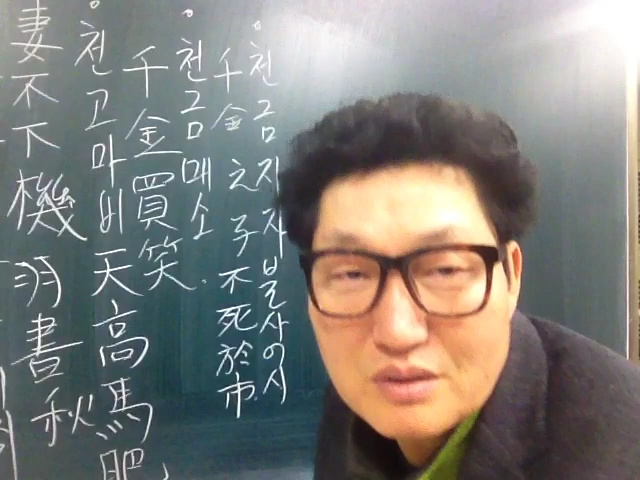 천금지자불사어시
千金之子不死於市
천금매소
千金買笑
천고마비 天高馬肥
妻不下機 羽書秋